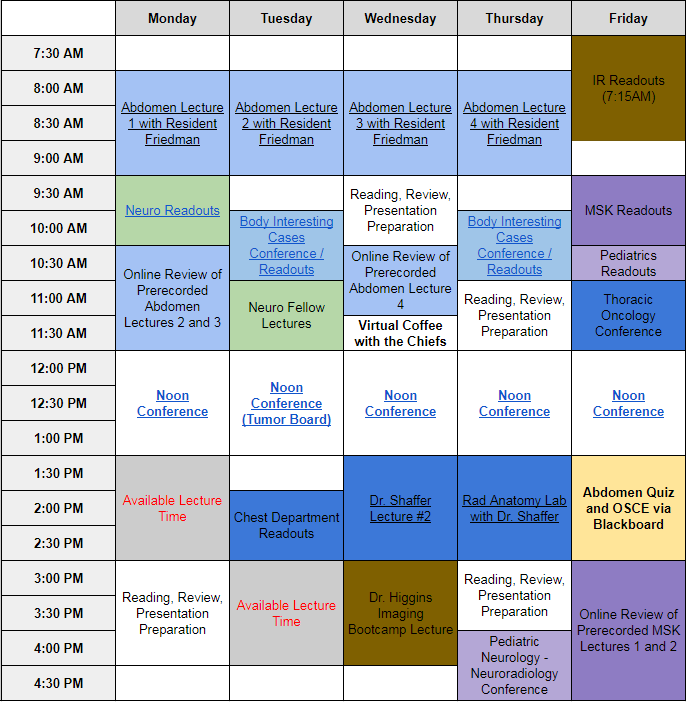 Monday Tuesday Wednesday Thursday Friday
7:30 AM
IR Readouts
(7:15AM)
8:00 AM
8:30 AM
9:00 AM
Abdomen Lecture
1 with Resident
Friedman
Abdomen Lecture
2 with Resident
Friedman
Abdomen Lecture
3 with Resident
Friedman
Abdomen Lecture
4 with Resident
Friedman
9:30 AM
10:00 AM
Neuro Readouts
Body Interesting
Cases
Conference /
Readouts
Reading, Review,
Presentation
Preparation
Body Interesting
Cases
Conference /
Readouts
MSK Readouts
10:30 AM
11:00 AM
11:30 AM
Online Review of
Prerecorded
Abdomen
Lectures 2 and 3
Neuro Fellow
Lectures
Online Review of
Prerecorded
Abdomen Lecture
4
Virtual Coffee
with the Chiefs
Reading, Review,
Presentation
Preparation
Pediatrics
Readouts
Thoracic
Oncology
Conference
12:00 PM
12:30 PM
1:00 PM
Noon
Conference
Noon
Conference
(Tumor Board)
Noon
Conference
Noon
Conference
Noon
Conference
1:30 PM
2:00 PM
2:30 PM
Available Lecture
Time
Chest Department
Readouts
Dr. Shaffer
Lecture #2
Rad Anatomy Lab
with Dr. Shaffer
Abdomen Quiz
and OSCE via
Blackboard
3:00 PM
3:30 PM
4:00 PM
4:30 PM
Reading, Review,
Presentation
Preparation
Available Lecture
Time
Dr. Higgins
Imaging
Bootcamp Lecture
Reading, Review,
Presentation
Preparation
Pediatric
Neurology -
Neuroradiology
Conference
Online Review of
Prerecorded MSK
Lectures 1 and 2